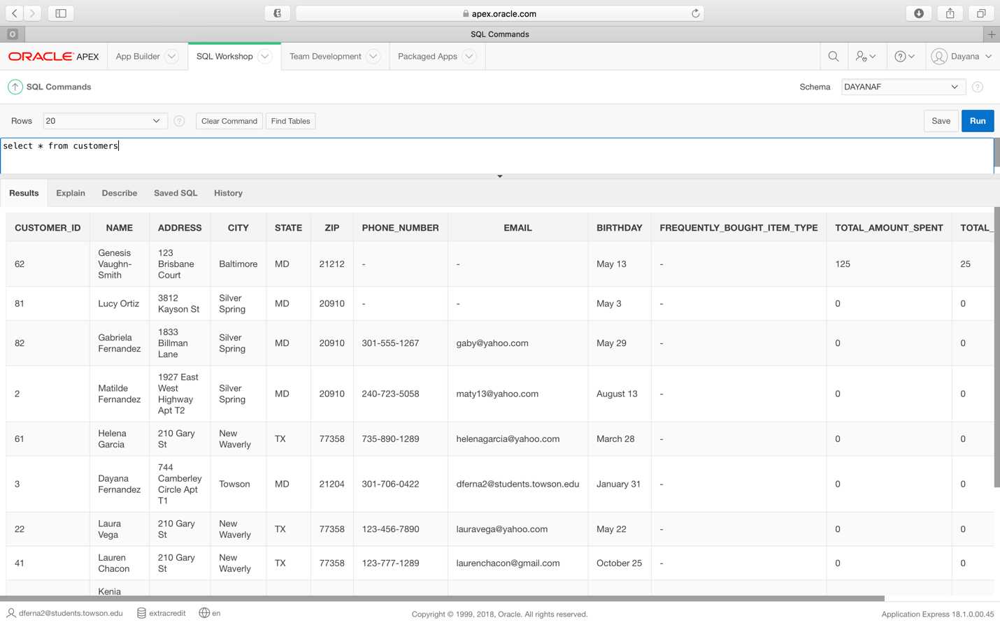 apex.oracle.com
O
SQL Commands
ORACLE APEX
App Builder
SQL Workshop
Team Development
Packaged Apps
?
Dayana
SQL Commands
Schema
DAYANAF
?
Rows
20
?
Clear Command
Find Tables
Save
Run
select * from customers
Results
Explain
Describe
Saved SQL
History
CUSTOMER_ID NAME ADDRESS CITY STATE ZIP PHONE_NUMBER EMAIL BIRTHDAY FREQUENTLY_BOUGHT_ITEM_TYPE TOTAL_AMOUNT_SPENT TOTAL_
62
Genesis
Vaughn-
Smith
123
Brisbane
Court
Baltimore
MD
21212
-
-
May 13
-
125
25
81
Lucy Ortiz
3812
Kayson St
Silver
Spring
MD
20910
-
-
May 3
-
0
0
82
Gabriela
Fernandez
1833
Billman
Lane
Silver
Spring
MD
20910
301-555-1267
gaby@yahoo.com
May 29
-
0
0
2
Matilde
Fernandez
1927 East
West
Highway
Apt T2
Silver
Spring
MD
20910
240-723-5058
maty13@yahoo.com
August 13
-
0
0
61
Helena
Garcia
210 Gary
St
New
Waverly
TX
77358
735-890-1289
helenagarcia@yahoo.com
March 28
-
0
0
3
Dayana
Fernandez
744
Camberley
Circle Apt
T1
Towson
MD
21204
301-706-0422
dferna2@students.towson.edu
January 31
-
0
0
22
Laura
Vega
210 Gary
St
New
Waverly
TX
77358
123-456-7890
lauravega@yahoo.com
May 22
-
0
0
41
Lauren
Chacon
210 Gary
St
New
Waverly
TX
77358
123-777-1289
laurenchacon@gmail.com
October 25
-
0
0
Kenia
dferna2@students.towson.edu
extracredit
en
Copyright © 1999, 2018, Oracle. All rights reserved.
Application Express 18.1.0.00.45